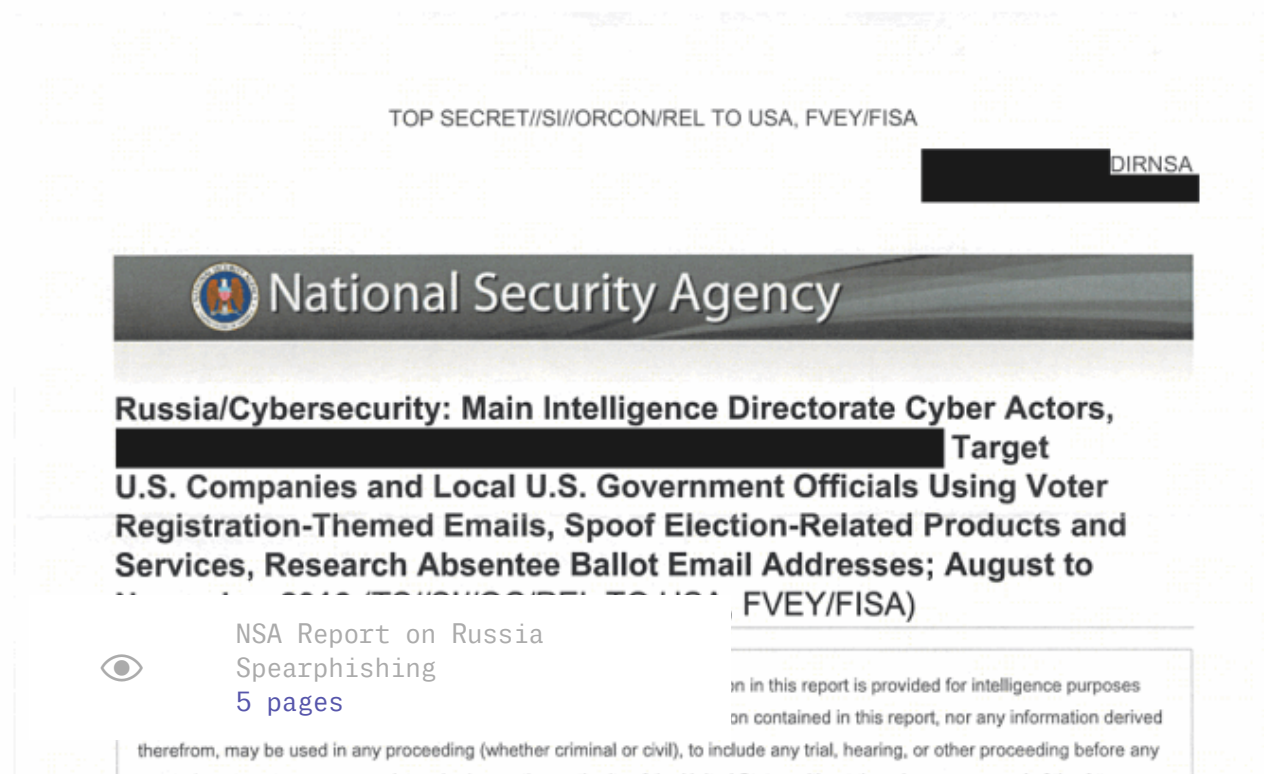 TOP SECRET//SI//ORCON/REL TO USA, FVEY/FISA
DIRNSA
National Security Agency
Russia/Cybersecurity: Main Intelligence Directorate Cyber Actors,
Target
U.S. Companies and Local U.S. Government Officials Using Voter
Registration-Themed Emails, Spoof Election-Related Products and
Services, Research Absentee Ballot Email Addresses; August to
FVEY/FISA)
NSA Report on Russia
Spearphishing
5 pages
in this report is provided for intelligence purposes
contained in this report, nor any information derived
therefrom, may be used in any proceeding (whether criminal or civil), to include any trial, hearing, or other proceeding before any